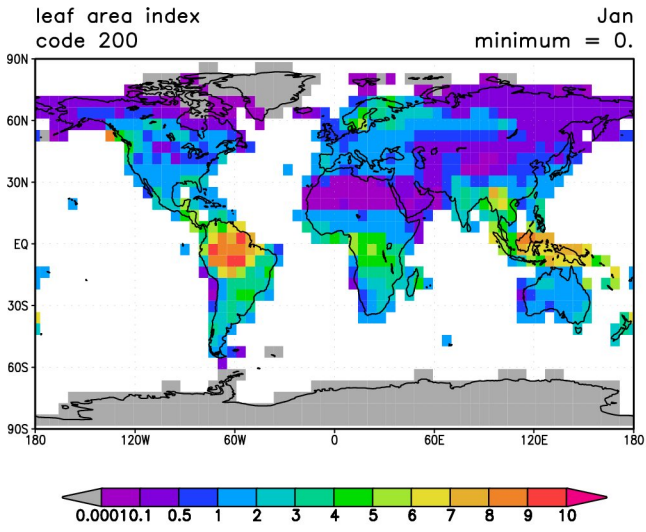 leaf area index Jan
code 200 minimum = 0.
90N
60N
30N
EQ
30S
60S
90S
180 120W 60W 0 60E 120E 180
0.0001 0.1 0.5 1 2 3 4 5 6 7 8 9 10